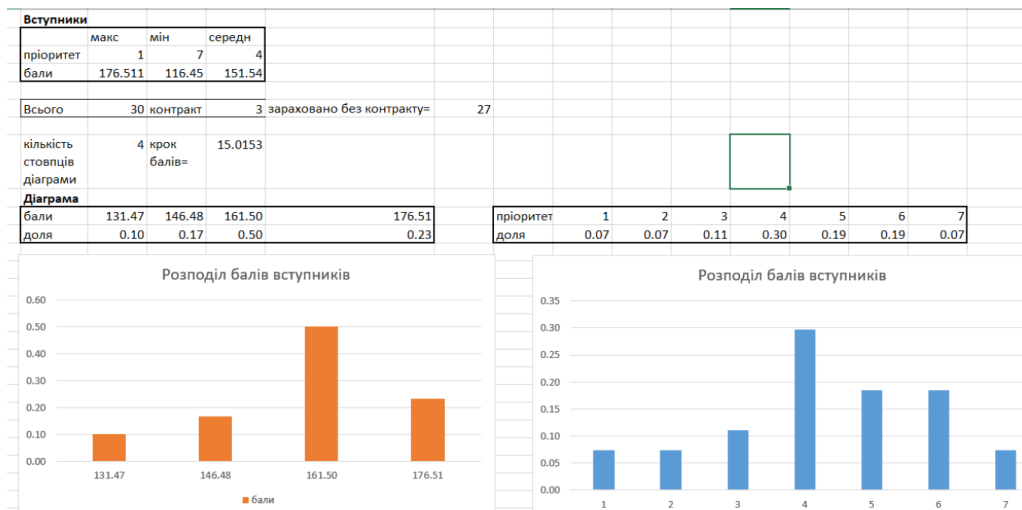 Вступники
макс мін середн
пріоритет 1 7 4
бали 176.511 116.45 151.54
Всього 30 контракт 3 зараховано без контракту= 27
кількість 4 крок 15.0153
стовпців балів=
діаграми
Діаграма
бали 131.47 146.48 161.50 176.51
доля 0.10 0.17 0.50 0.23
пріоритет 1 2 3 4 5 6 7
доля 0.07 0.07 0.11 0.30 0.19 0.19 0.07
Розподіл балів вступників
0.60
0.50
0.40
0.30
0.20
0.10
0.00
131.47 146.48 161.50 176.51
бали
Розподіл балів вступників
0.35
0.30
0.25
0.20
0.15
0.10
0.05
0.00
1 2 3 4 5 6 7